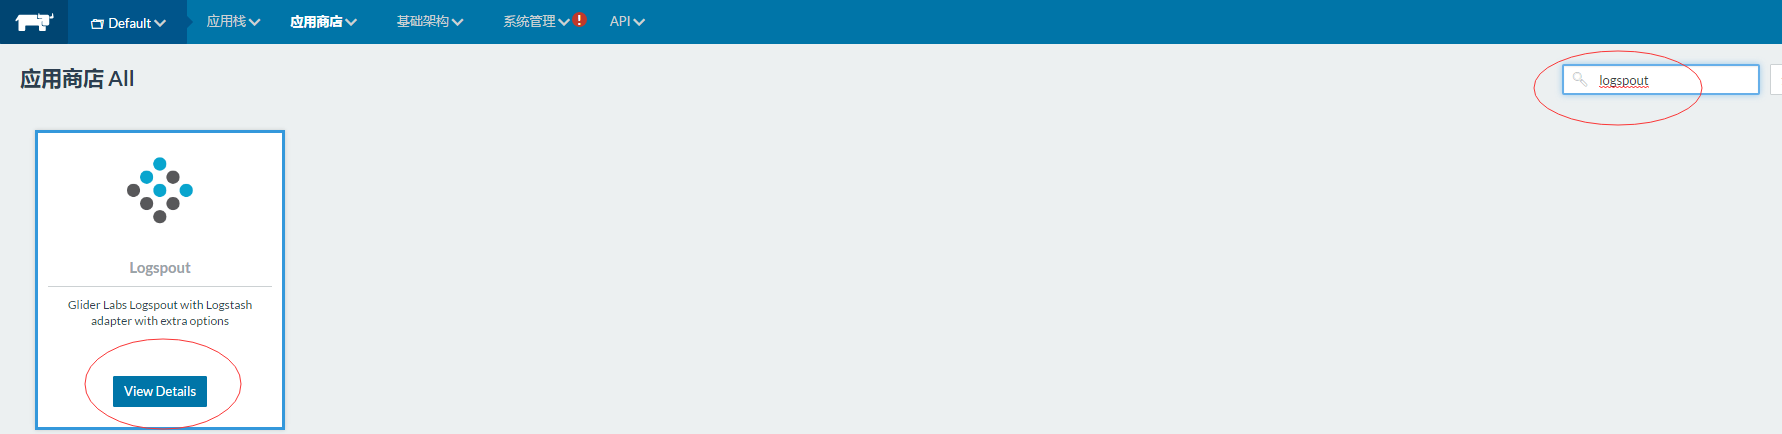 Default 应用栈 应用商店 基础架构 系统管理 ! API
应用商店 All
logspout
Logspout
Glider Labs Logspout with Logstash
adapter with extra options
View Details